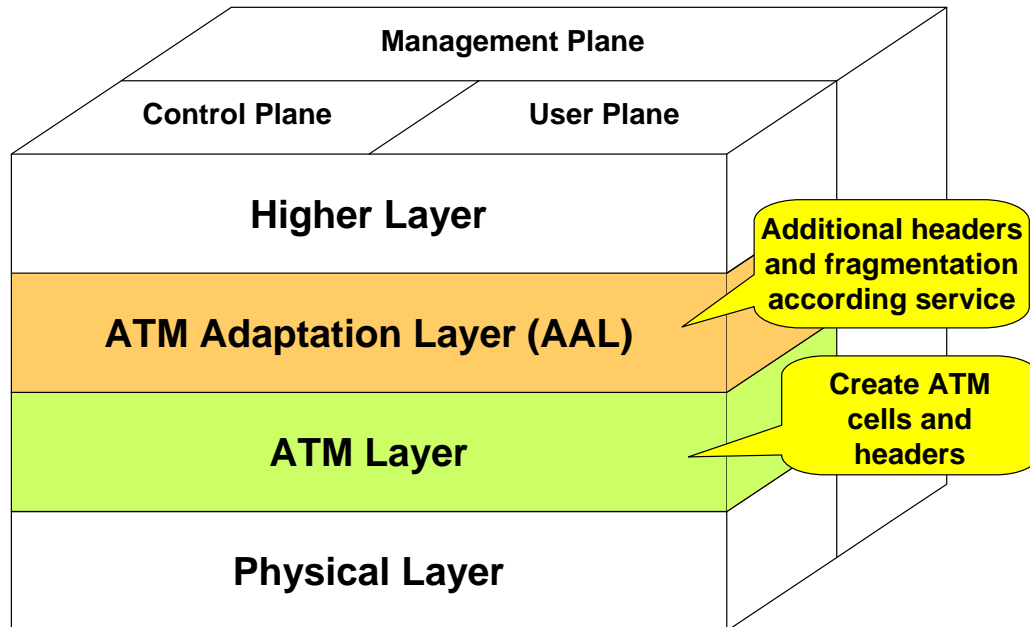 Management Plane
Control Plane
User Plane
Higher Layer
Additional headers
and fragmentation
according service
ATM Adaptation Layer (AAL)
Create ATM
cells and
headers
ATM Layer
Physical Layer